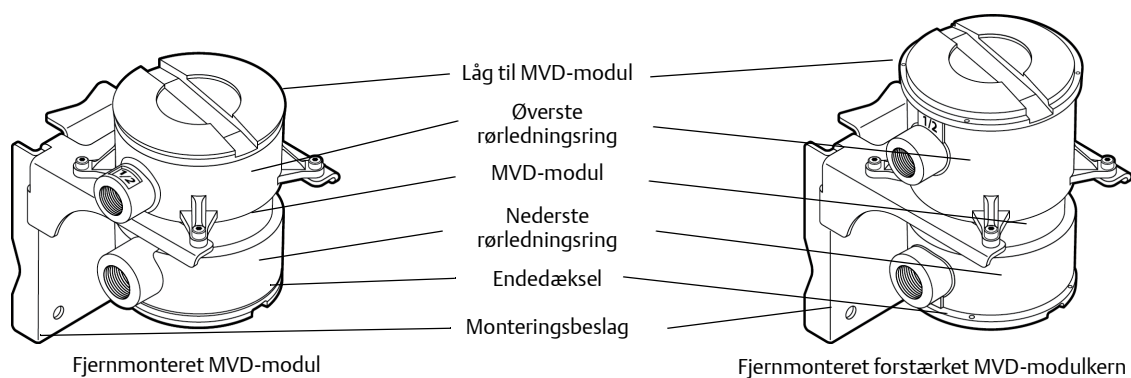 Låg til MVD-modul
Øverste
rørledningsring
MVD-modul
Nederste
rørledningsring
Endedæksel
Monteringsbeslag
1/2
1/2
Fjernmonteret MVD-modul
Fjernmonteret forstærket MVD-modulkern